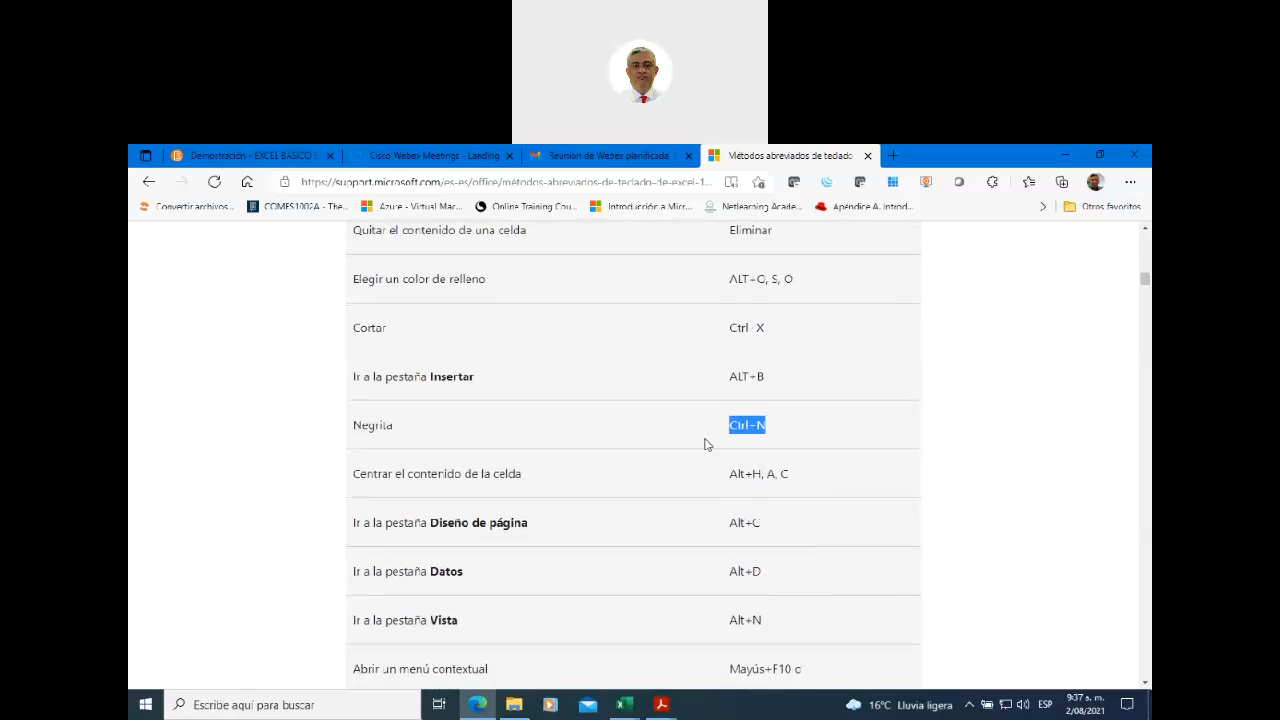 Demostración - EXCEL BÁSICO
Cisco Webex Meetings - Landing
Reunión de Webex planificada
Métodos abreviados de teclado
https://support.microsoft.com/es-es/office/métodos-abreviados-de-teclado-de-excel-1...
Convertir archivos...
COMES1002A - The...
Azure - Virtual Mac...
Online Training Cou...
Introducción a Micr...
Netlearning Acade...
Apéndice A. Introd...
Otros favoritos
Quitar el contenido de una celda Eliminar
Elegir un color de relleno ALT+O, S, O
Cortar Ctrl+X
Ir a la pestaña Insertar ALT+B
Negrita Ctrl+N
Centrar el contenido de la celda Alt+H, A, C
Ir a la pestaña Diseño de página Alt+C
Ir a la pestaña Datos Alt+D
Ir a la pestaña Vista Alt+N
Abrir un menú contextual Mayús+F10 o
Escribe aquí para buscar
16°C Lluvia ligera
ESP
9:37 a. m.
2/08/2021